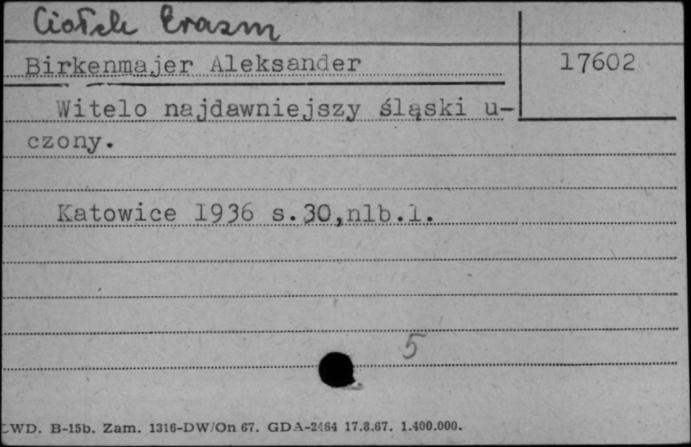 Ciołek Erazm
Birkenmajer Aleksander
17602
Witelo najdawniejszy śląski u-
czony.
Katowice 1936 s.30,nlb.1.
5
WD. B-15b. Zam. 1316-DW/On 67. GDA-2464 17.8.67. 1.400.000.